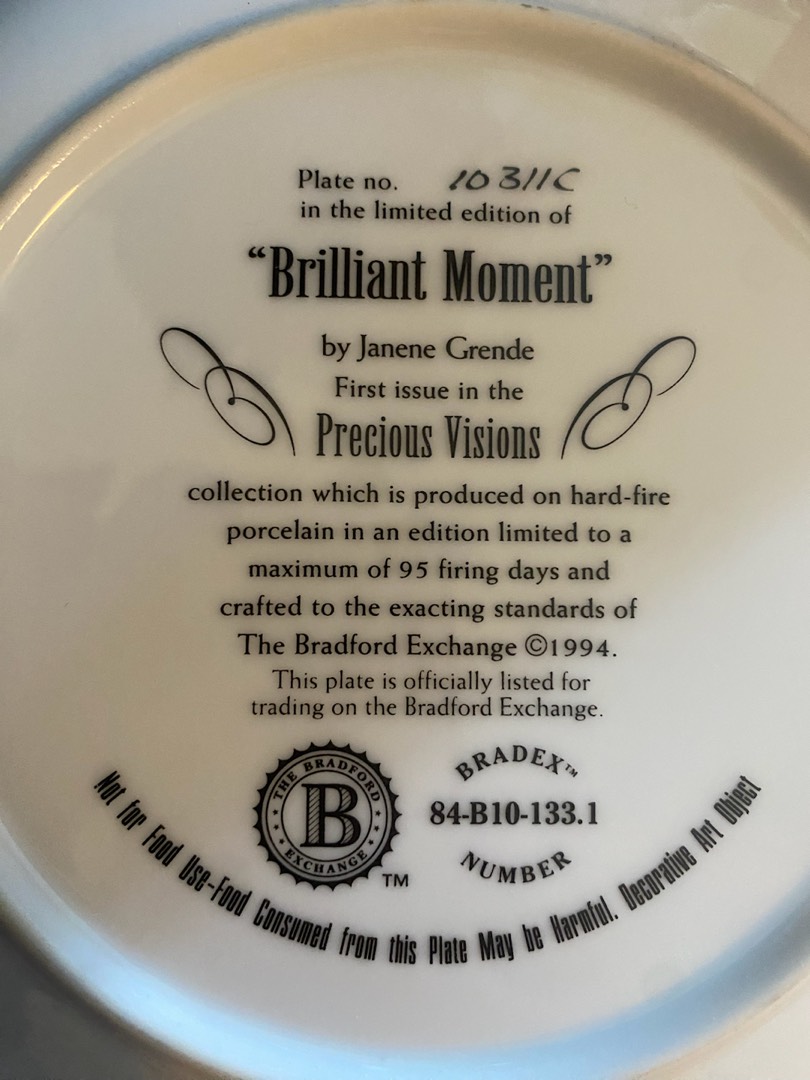 Plate no. 10311C
in the limited edition of
“Brilliant Moment”
by Janene Grende
First issue in the
Precious Visions
collection which is produced on hard-fire
porcelain in an edition limited to a
maximum of 95 firing days and
crafted to the exacting standards of
The Bradford Exchange ©1994.
This plate is officially listed for
trading on the Bradford Exchange.
THE BRADFORD
B
EXCHANGE
TM
BRADEX™
84-B10-133.1
NUMBER
Not for Food Use-Food Consumed from this Plate May be Harmful. Decorative Art Object